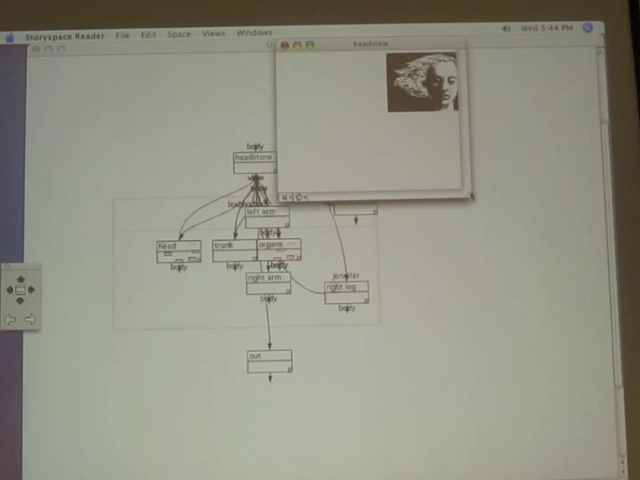 Storyspace Reader File Edit Space Views Windows
Wed 5:44 PM
headview
body
headstone
left arm
head
trunk
organs
body
body
body
right arm
jennifer
right leg
body
body
out